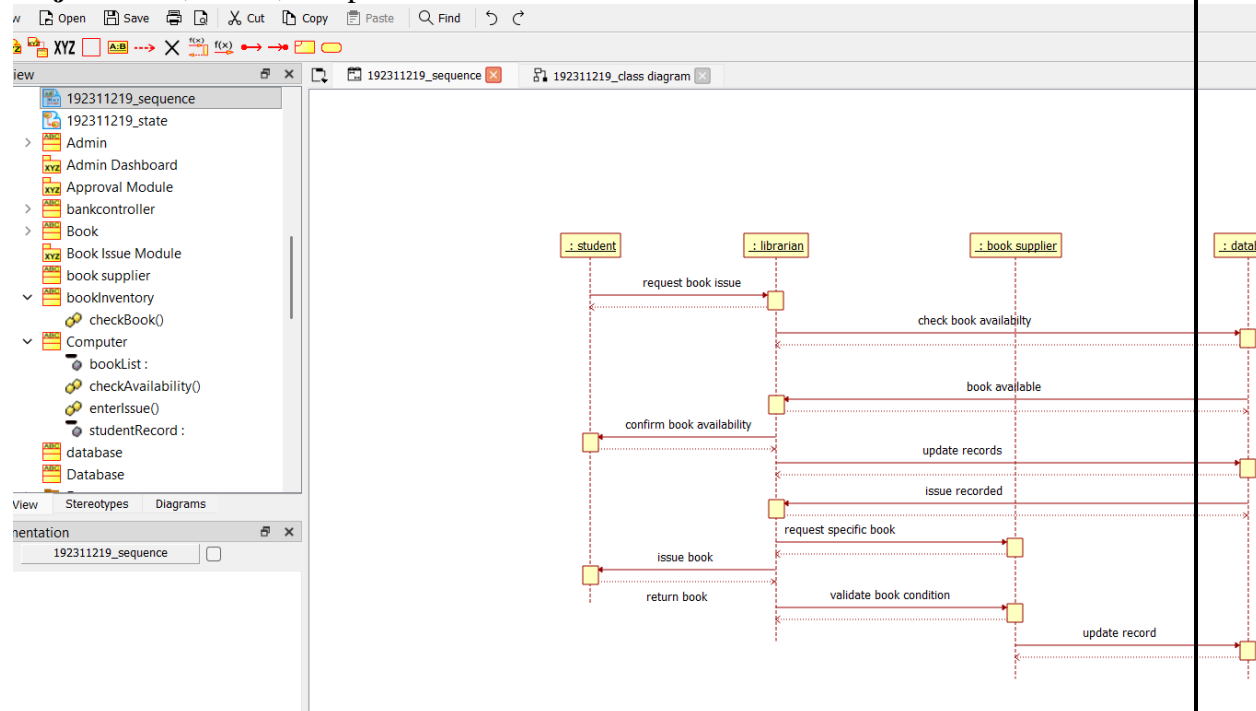 Open Save Cut Copy Paste Find
XYZ A:B f(x) f(x)
192311219_sequence 192311219_class diagram
192311219_sequence
192311219_state
Admin
Admin Dashboard
Approval Module
bankcontroller
Book
Book Issue Module
book supplier
bookInventory
checkBook()
Computer
bookList :
checkAvailability()
enterIssue()
studentRecord :
database
Database
View Stereotypes Diagrams
192311219_sequence
: student : librarian : book supplier
request book issue
check book availabilty
book available
confirm book availability
update records
issue recorded
request specific book
issue book
return book validate book condition
update record